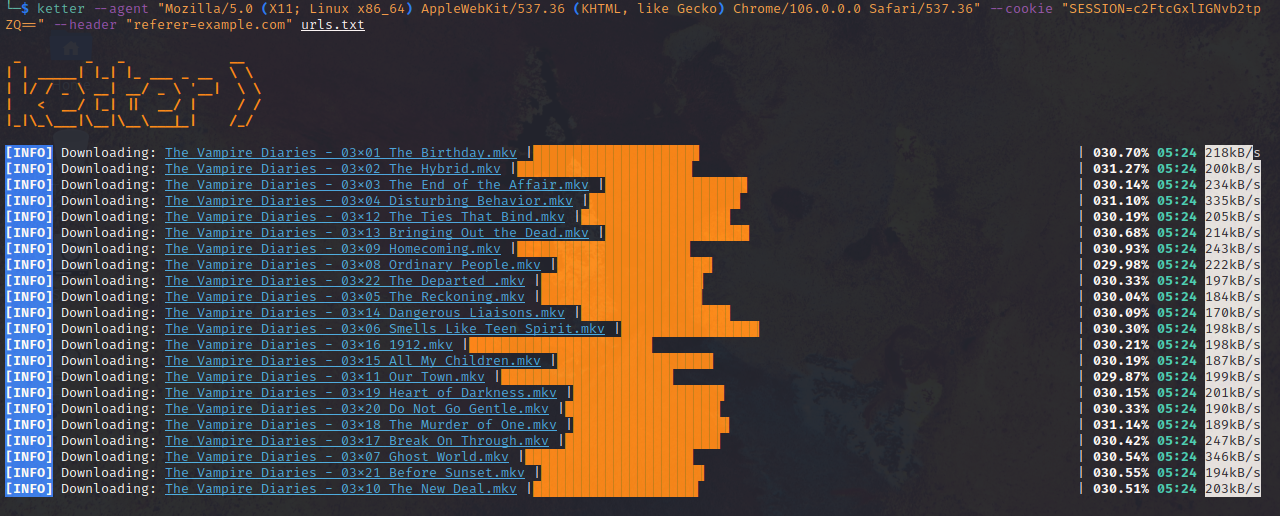 └─$ ketter --agent "Mozilla/5.0 (X11; Linux x86_64) AppleWebKit/537.36 (KHTML, like Gecko) Chrome/106.0.0.0 Safari/537.36" --cookie "SESSION=c2FtcGxlIGNvb2tp
ZQ==" --header "referer=example.com" urls.txt
ketter
[INFO] Downloading: The Vampire Diaries - 03×01 The Birthday.mkv | | 030.70% 05:24 218kB/s
[INFO] Downloading: The Vampire Diaries - 03×02 The Hybrid.mkv | | 031.27% 05:24 200kB/s
[INFO] Downloading: The Vampire Diaries - 03×03 The End of the Affair.mkv | | 030.14% 05:24 234kB/s
[INFO] Downloading: The Vampire Diaries - 03×04 Disturbing Behavior.mkv | | 031.10% 05:24 335kB/s
[INFO] Downloading: The Vampire Diaries - 03×12 The Ties That Bind.mkv | | 030.19% 05:24 205kB/s
[INFO] Downloading: The Vampire Diaries - 03×13 Bringing Out the Dead.mkv | | 030.68% 05:24 214kB/s
[INFO] Downloading: The Vampire Diaries - 03×09 Homecoming.mkv | | 030.93% 05:24 243kB/s
[INFO] Downloading: The Vampire Diaries - 03×08 Ordinary People.mkv | | 029.98% 05:24 222kB/s
[INFO] Downloading: The Vampire Diaries - 03×22 The Departed .mkv | | 030.33% 05:24 197kB/s
[INFO] Downloading: The Vampire Diaries - 03×05 The Reckoning.mkv | | 030.04% 05:24 184kB/s
[INFO] Downloading: The Vampire Diaries - 03×14 Dangerous Liaisons.mkv | | 030.09% 05:24 170kB/s
[INFO] Downloading: The Vampire Diaries - 03×06 Smells Like Teen Spirit.mkv | | 030.30% 05:24 198kB/s
[INFO] Downloading: The Vampire Diaries - 03×16 1912.mkv | | 030.21% 05:24 198kB/s
[INFO] Downloading: The Vampire Diaries - 03×15 All My Children.mkv | | 030.19% 05:24 187kB/s
[INFO] Downloading: The Vampire Diaries - 03×11 Our Town.mkv | | 029.87% 05:24 199kB/s
[INFO] Downloading: The Vampire Diaries - 03×19 Heart of Darkness.mkv | | 030.15% 05:24 201kB/s
[INFO] Downloading: The Vampire Diaries - 03×20 Do Not Go Gentle.mkv | | 030.33% 05:24 190kB/s
[INFO] Downloading: The Vampire Diaries - 03×18 The Murder of One.mkv | | 031.14% 05:24 189kB/s
[INFO] Downloading: The Vampire Diaries - 03×17 Break On Through.mkv | | 030.42% 05:24 247kB/s
[INFO] Downloading: The Vampire Diaries - 03×07 Ghost World.mkv | | 030.54% 05:24 346kB/s
[INFO] Downloading: The Vampire Diaries - 03×21 Before Sunset.mkv | | 030.55% 05:24 194kB/s
[INFO] Downloading: The Vampire Diaries - 03×10 The New Deal.mkv | | 030.51% 05:24 203kB/s